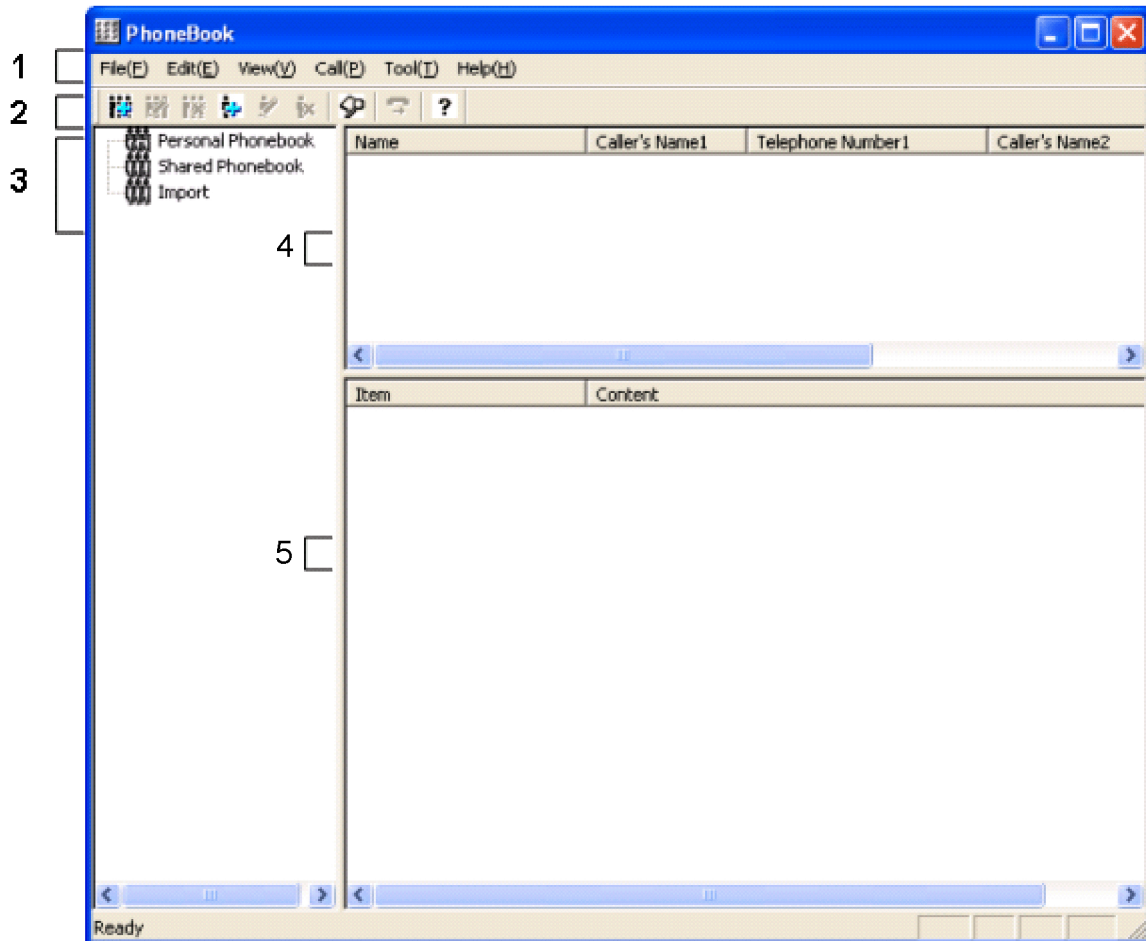 PhoneBook
1
File(F) Edit(E) View(V) Call(P) Tool(T) Help(H)
2
?
3
Personal Phonebook
Shared Phonebook
Import
Name Caller's Name1 Telephone Number1 Caller's Name2
4
Item Content
5
Ready